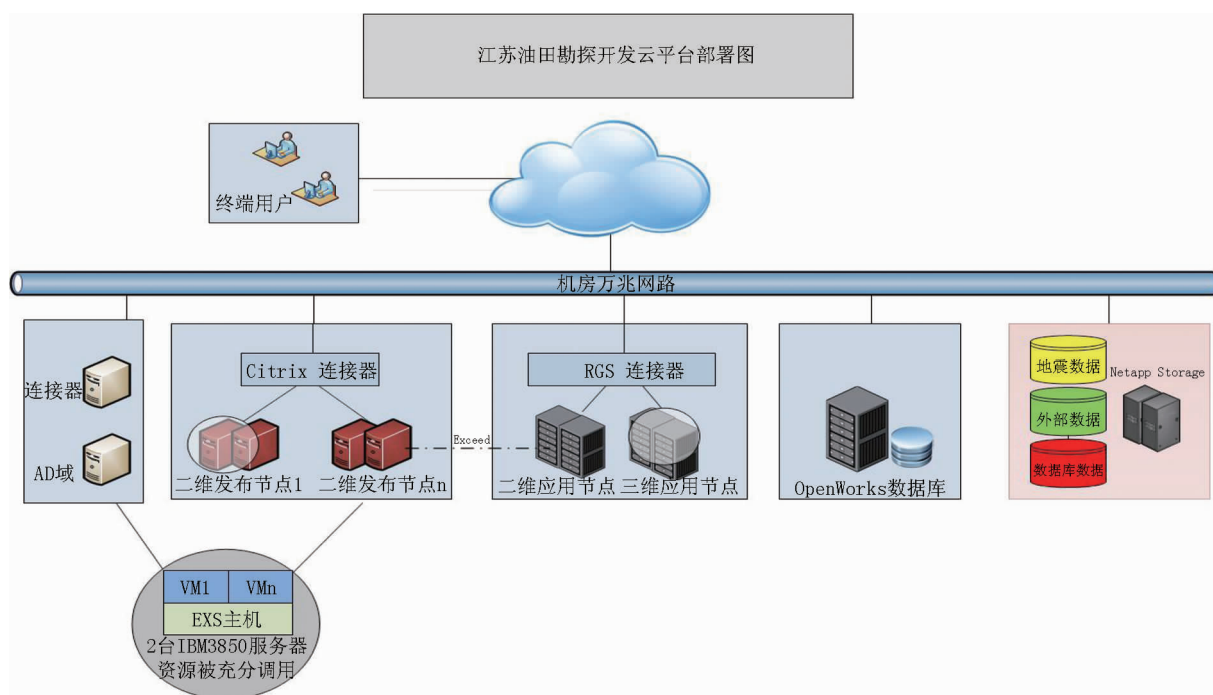 江苏油田勘探开发云平台部署图
终端用户
机房万兆网路
连接器
AD域
Citrix 连接器
二维发布节点1
二维发布节点n
Exceed
RGS 连接器
二维应用节点
三维应用节点
OpenWorks数据库
地震数据
外部数据
数据库数据
Netapp Storage
VM1
VMn
EXS主机
2台IBM3850服务器
资源被充分调用